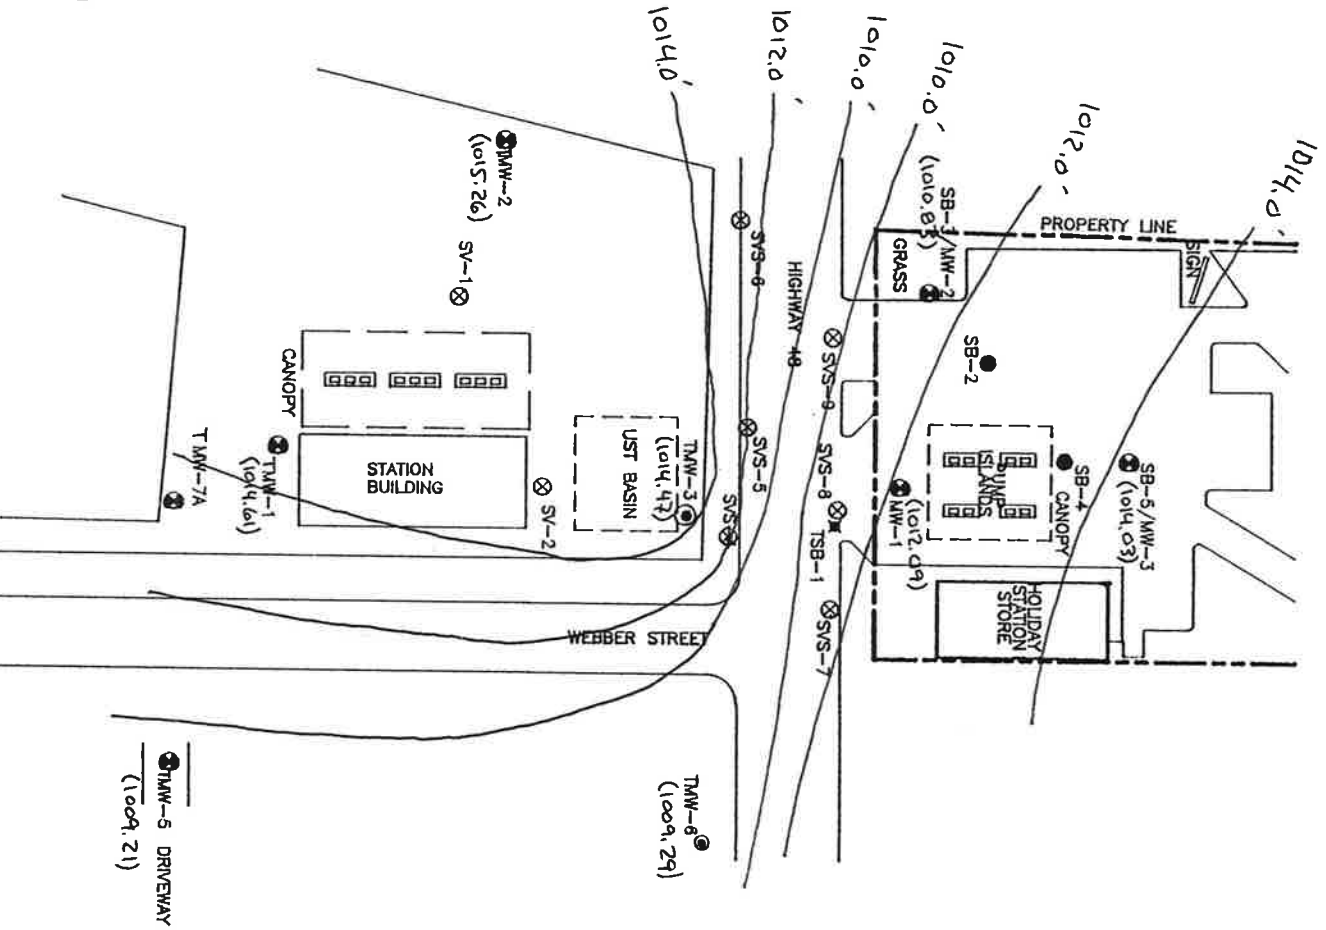 1014.0'
1012.0'
1010.0'
1010.0'
1012.0
1014.0'
TMW-2
(1015.26)
SV-1
SVS-6
HIGHWAY 48
SB-3/MW-2
(1010.83)
GRASS
PROPERTY LINE
SIGN
SB-2
SVS-9
CANOPY
STATION
BUILDING
TMW-7A
TMW-1
(1014.61)
SV-2
UST BASIN
TMW-3
(1014.47)
SVS-5
SVS
SVS-8
TSB-1
SVS-7
MW-1
(1012.09)
PUMP
ISLANDS
SB-4
CANOPY
SB-5/MW-3
(1014.03)
HOLIDAY
STATION
STORE
WEBBER STREET
TMW-5 DRIVEWAY
(1009.21)
TMW-6
(1009.29)